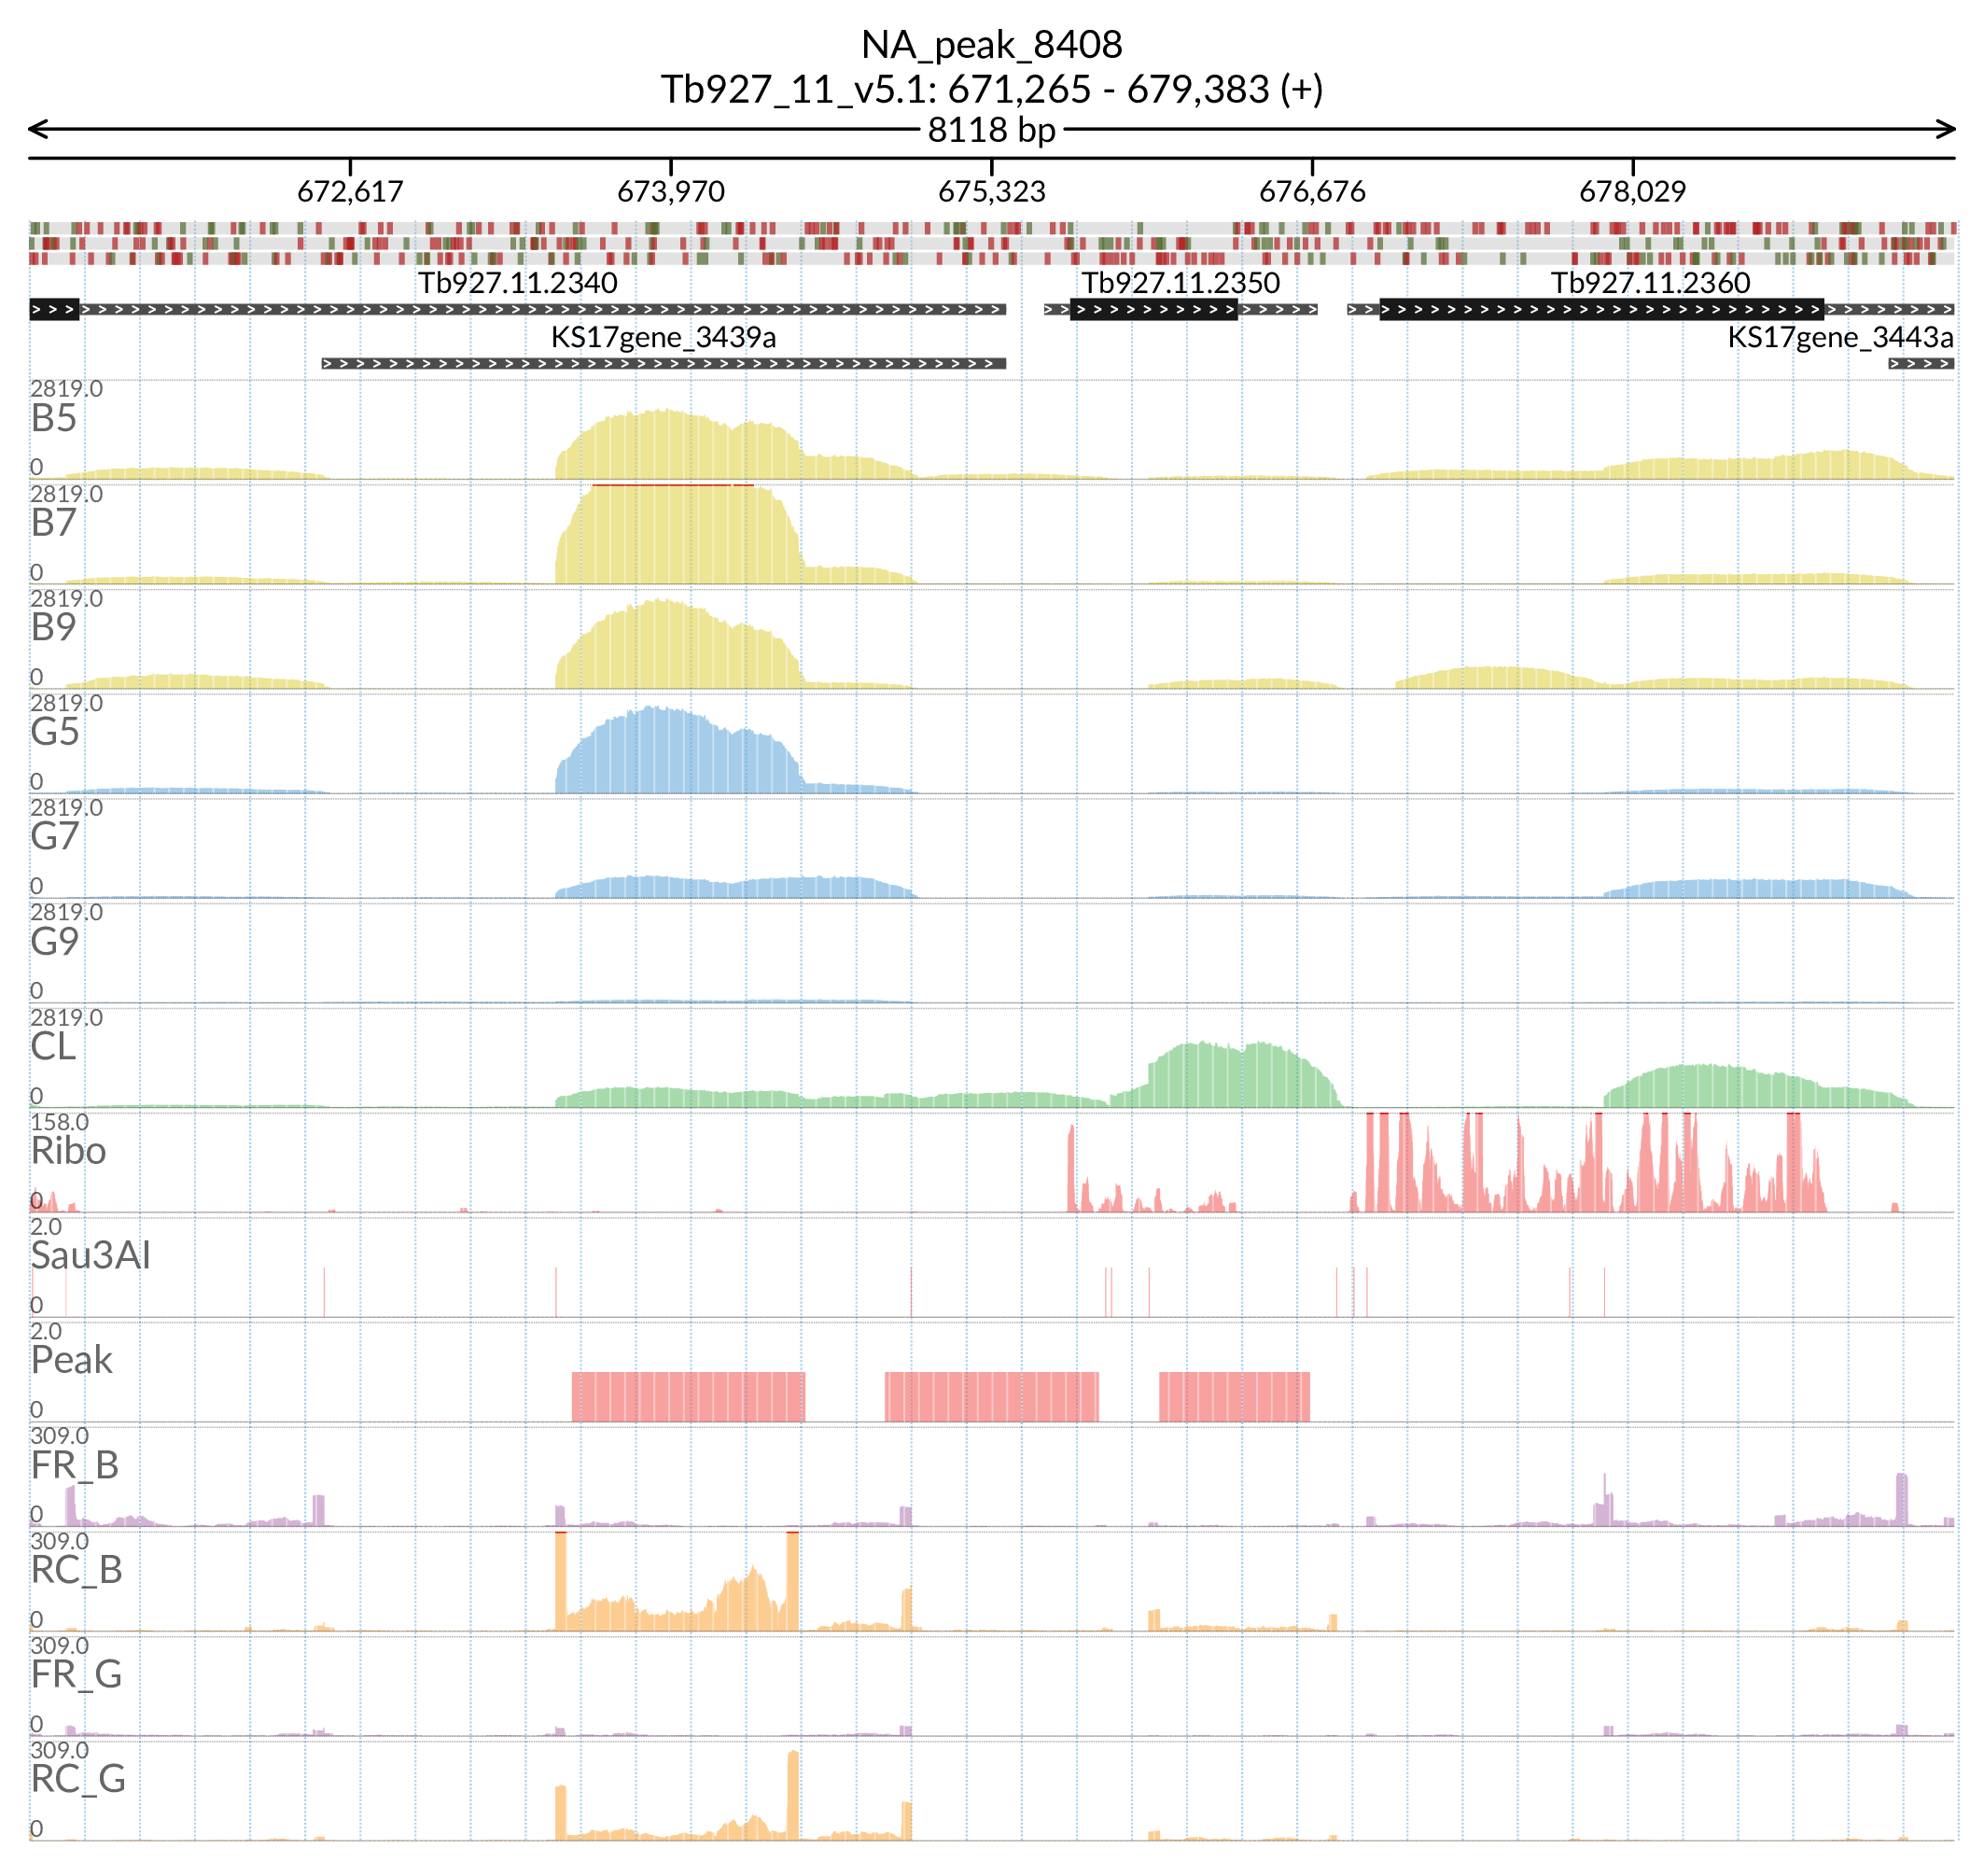 NA_peak_8408
Tb927_11_v5.1: 671,265 - 679,383 (+)
8118 bp
672,617 673,970 675,323 676,676 678,029
Tb927.11.2340 Tb927.11.2350 Tb927.11.2360
KS17gene_3439a KS17gene_3443a
2819.0
B5
0
2819.0
B7
0
2819.0
B9
0
2819.0
G5
0
2819.0
G7
0
2819.0
G9
0
2819.0
CL
0
158.0
Ribo
0
2.0
Sau3AI
0
2.0
Peak
0
309.0
FR_B
0
309.0
RC_B
0
309.0
FR_G
0
309.0
RC_G
0